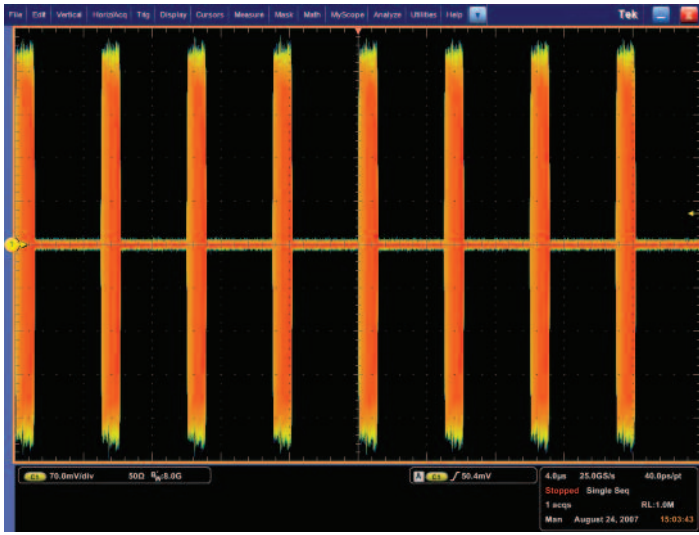 File Edit Vertical Horiz/Acq Trig Display Cursors Measure Mask Math MyScope Analyze Utilities Help Tek
C1 70.0mV/div 50Ω BW:8.0G
A C1 50.4mV
4.0µs 25.0GS/s 40.0ps/pt
Stopped Single Seq
1 acqs RL:1.0M
Man August 24, 2007 15:03:43